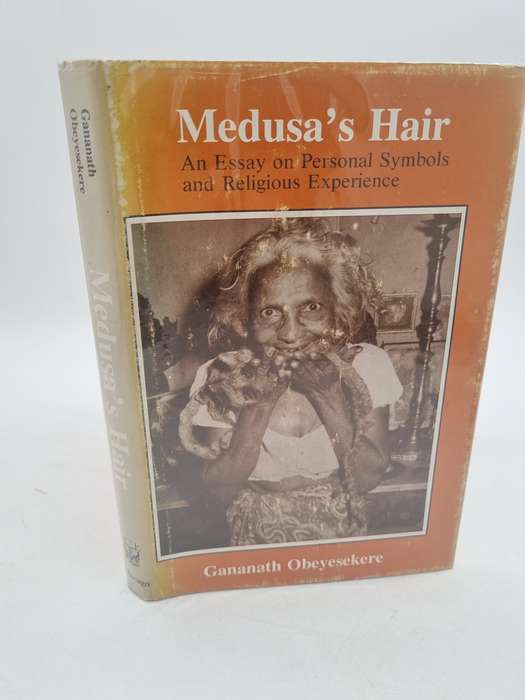 Medusa's Hair
An Essay on Personal Symbols
and Religious Experience
Gananath Obeyesekere
Gananath
Obeyesekere
Medusa's Hair